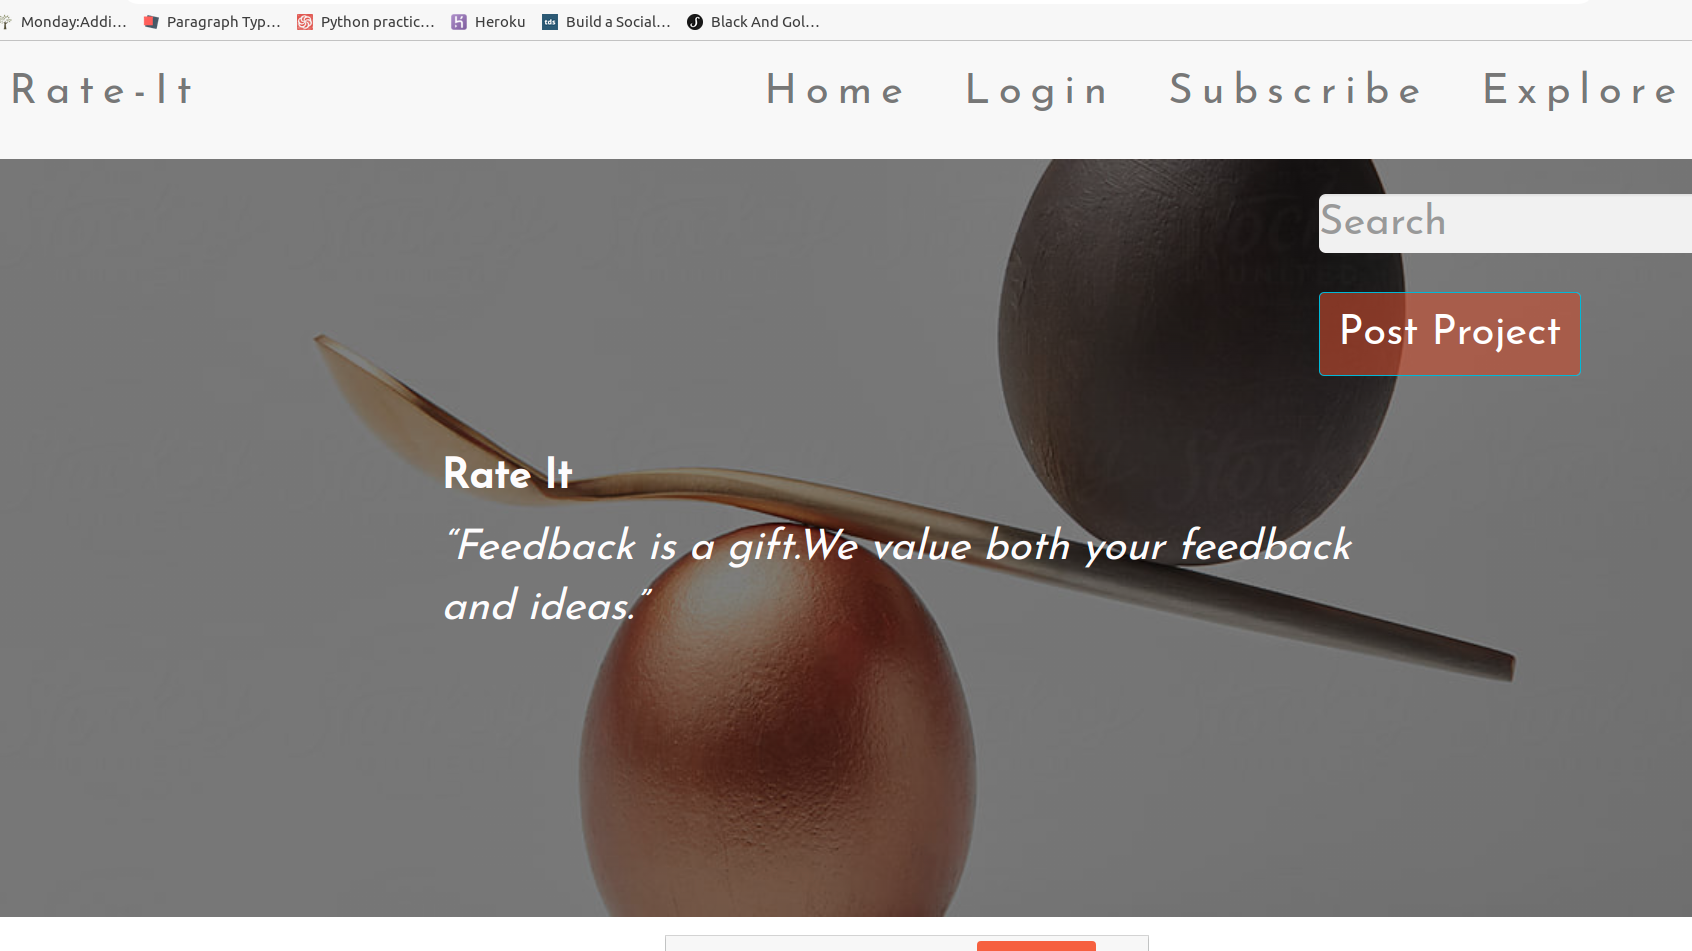 Monday:Addi... Paragraph Typ... Python practic... Heroku tds Build a Social... Black And Gol...
Rate-It Home Login Subscribe Explore
Search
Post Project
Rate It
“Feedback is a gift.We value both your feedback
and ideas.”